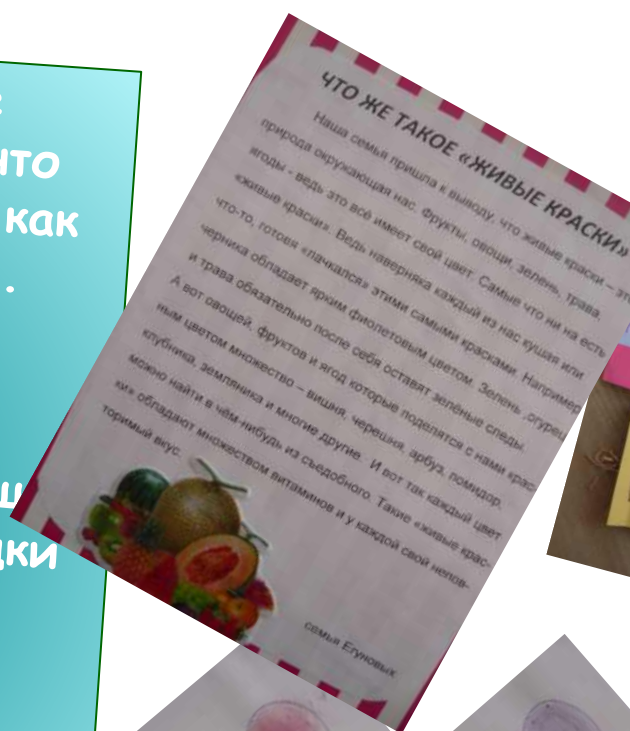 что
как
.
ш
дки
ЧТО ЖЕ ТАКОЕ «ЖИВЫЕ КРАСКИ»
Наша семья пришла к выводу, что живые краски – это
природа окружающая нас. Фрукты, овощи, зелень, трава,
ягоды - ведь это всё имеет свой цвет. Самые что ни на есть
«живые краски». Ведь наверняка каждый из нас кушая или
что-то, готовя «пачкался» этими самыми красками. Например
черника обладает ярким фиолетовым цветом. Зелень, огурец
и трава обязательно после себя оставят зелёные следы.
А вот овощей, фруктов и ягод которые поделятся с нами крас-
ным цветом множество – вишня, черешня, арбуз, помидор,
клубника, земляника и многие другие. И вот так каждый цвет
можно найти в чём-нибудь из съедобного. Такие «живые крас-
ки» обладают множеством витаминов и у каждой свой непов-
торимый вкус.
семья Егуновых